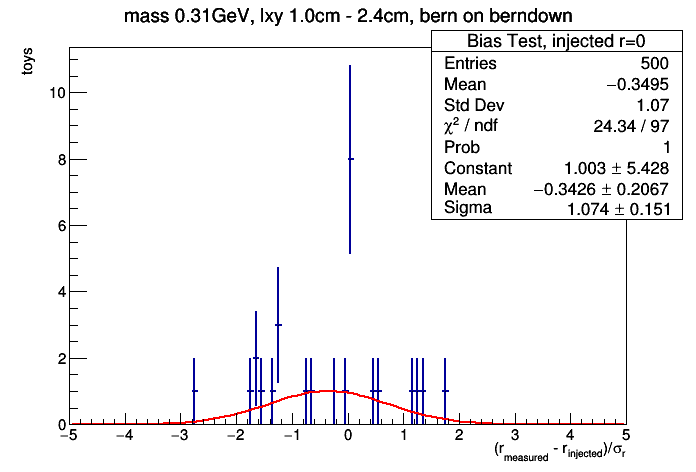 mass 0.31GeV, lxy 1.0cm - 2.4cm, bern on berndown
toys
Bias Test, injected r=0
Entries 500
Mean −0.3495
Std Dev 1.07
χ² / ndf 24.34 / 97
Prob 1
Constant 1.003 ± 5.428
Mean −0.3426 ± 0.2067
Sigma 1.074 ± 0.151
10
8
6
4
2
0
−5 −4 −3 −2 −1 0 1 2 3 4 5
(r_measured - r_injected)/σ_r